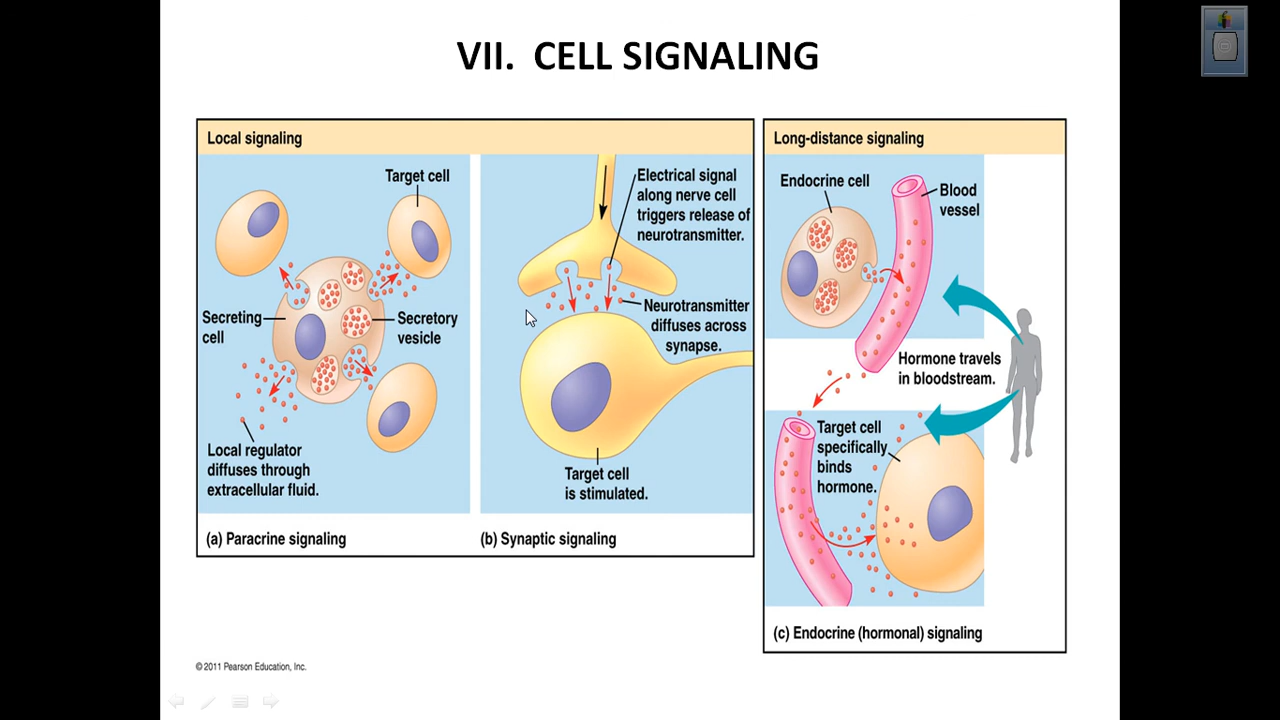 VII. CELL SIGNALING
Local signaling
Target cell
Secreting
cell
Secretory
vesicle
Local regulator
diffuses through
extracellular fluid.
(a) Paracrine signaling
Electrical signal
along nerve cell
triggers release of
neurotransmitter.
Neurotransmitter
diffuses across
synapse.
Target cell
is stimulated.
(b) Synaptic signaling
Long-distance signaling
Endocrine cell
Blood
vessel
Hormone travels
in bloodstream.
Target cell
specifically
binds
hormone.
(c) Endocrine (hormonal) signaling
© 2011 Pearson Education, Inc.